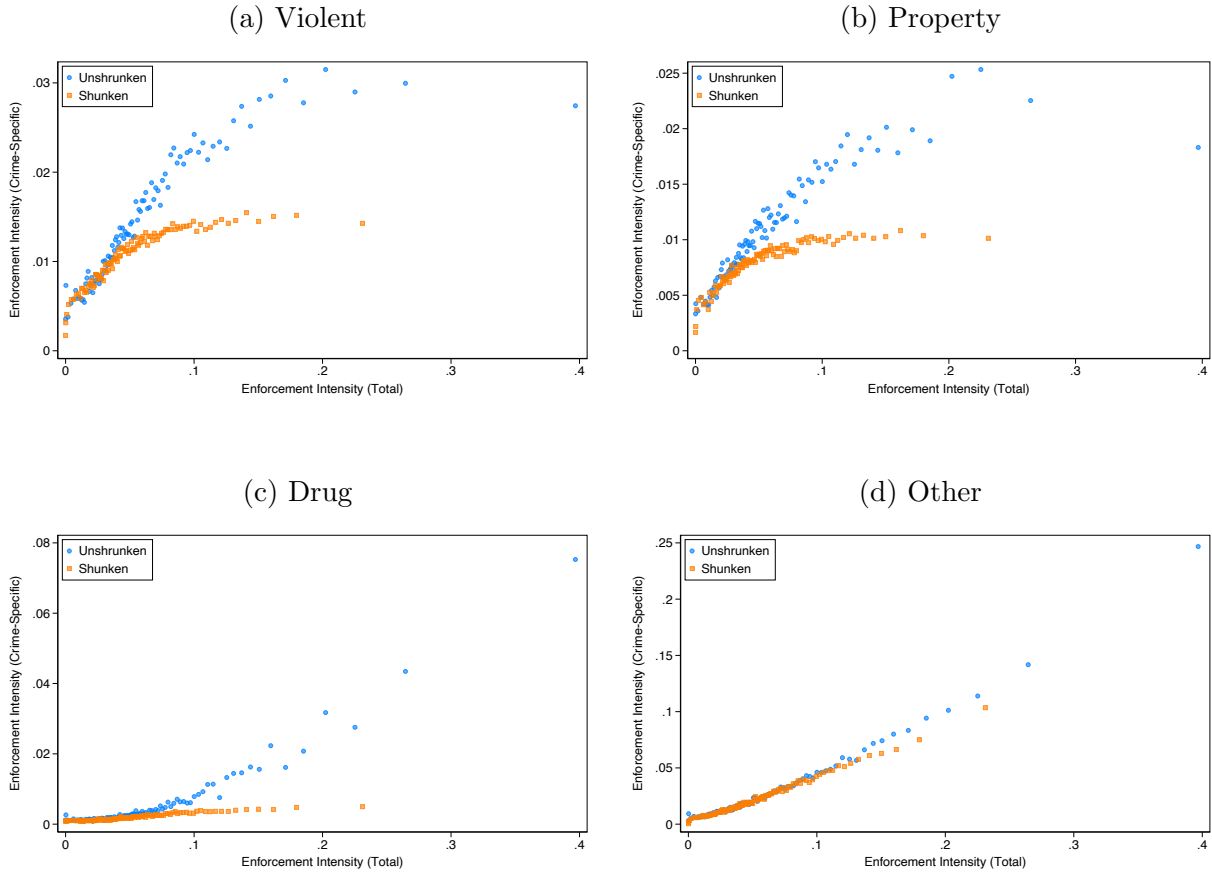 (a) Violent
Enforcement Intensity (Crime-Specific)
.03
.02
.01
0
Unshrunken
Shunken
0 .1 .2 .3 .4
Enforcement Intensity (Total)
(b) Property
Enforcement Intensity (Crime-Specific)
.025
.02
.015
.01
.005
0
Unshrunken
Shunken
0 .1 .2 .3 .4
Enforcement Intensity (Total)
(c) Drug
Enforcement Intensity (Crime-Specific)
.08
.06
.04
.02
0
Unshrunken
Shunken
0 .1 .2 .3 .4
Enforcement Intensity (Total)
(d) Other
Enforcement Intensity (Crime-Specific)
.25
.2
.15
.1
.05
0
Unshrunken
Shunken
0 .1 .2 .3 .4
Enforcement Intensity (Total)